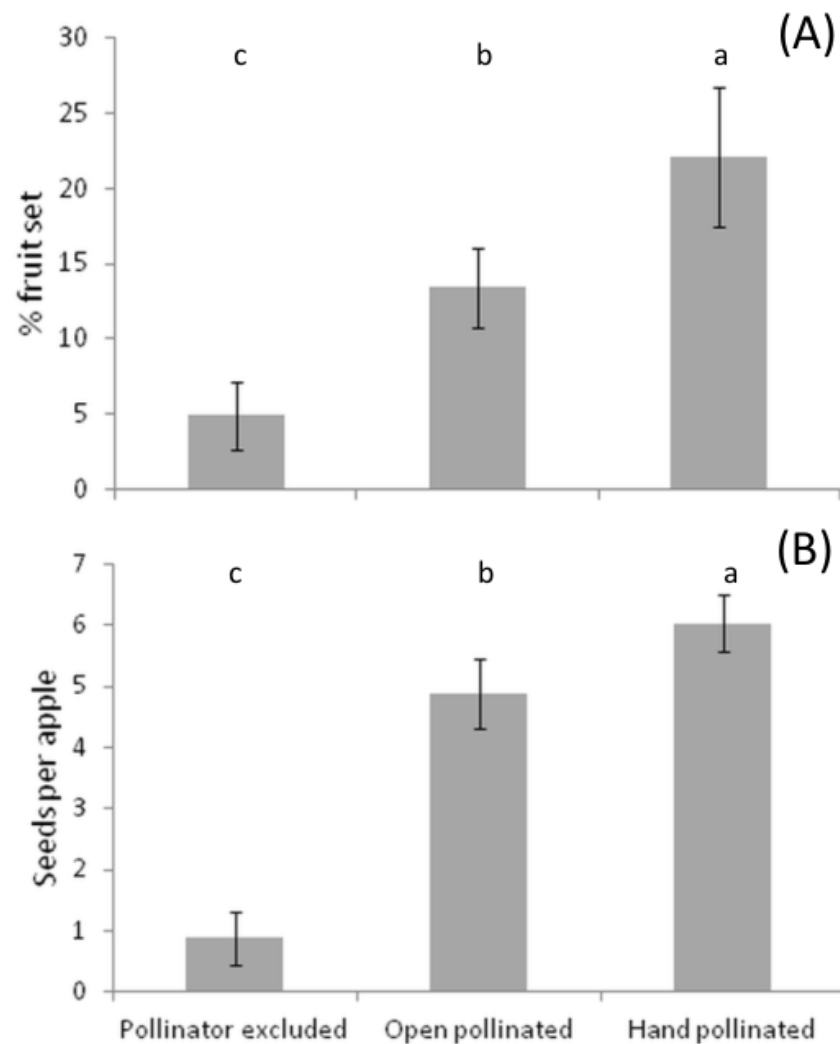 (A)
c b a
% fruit set
30
25
20
15
10
5
0
(B)
c b a
Seeds per apple
7
6
5
4
3
2
1
0
Pollinator excluded Open pollinated Hand pollinated